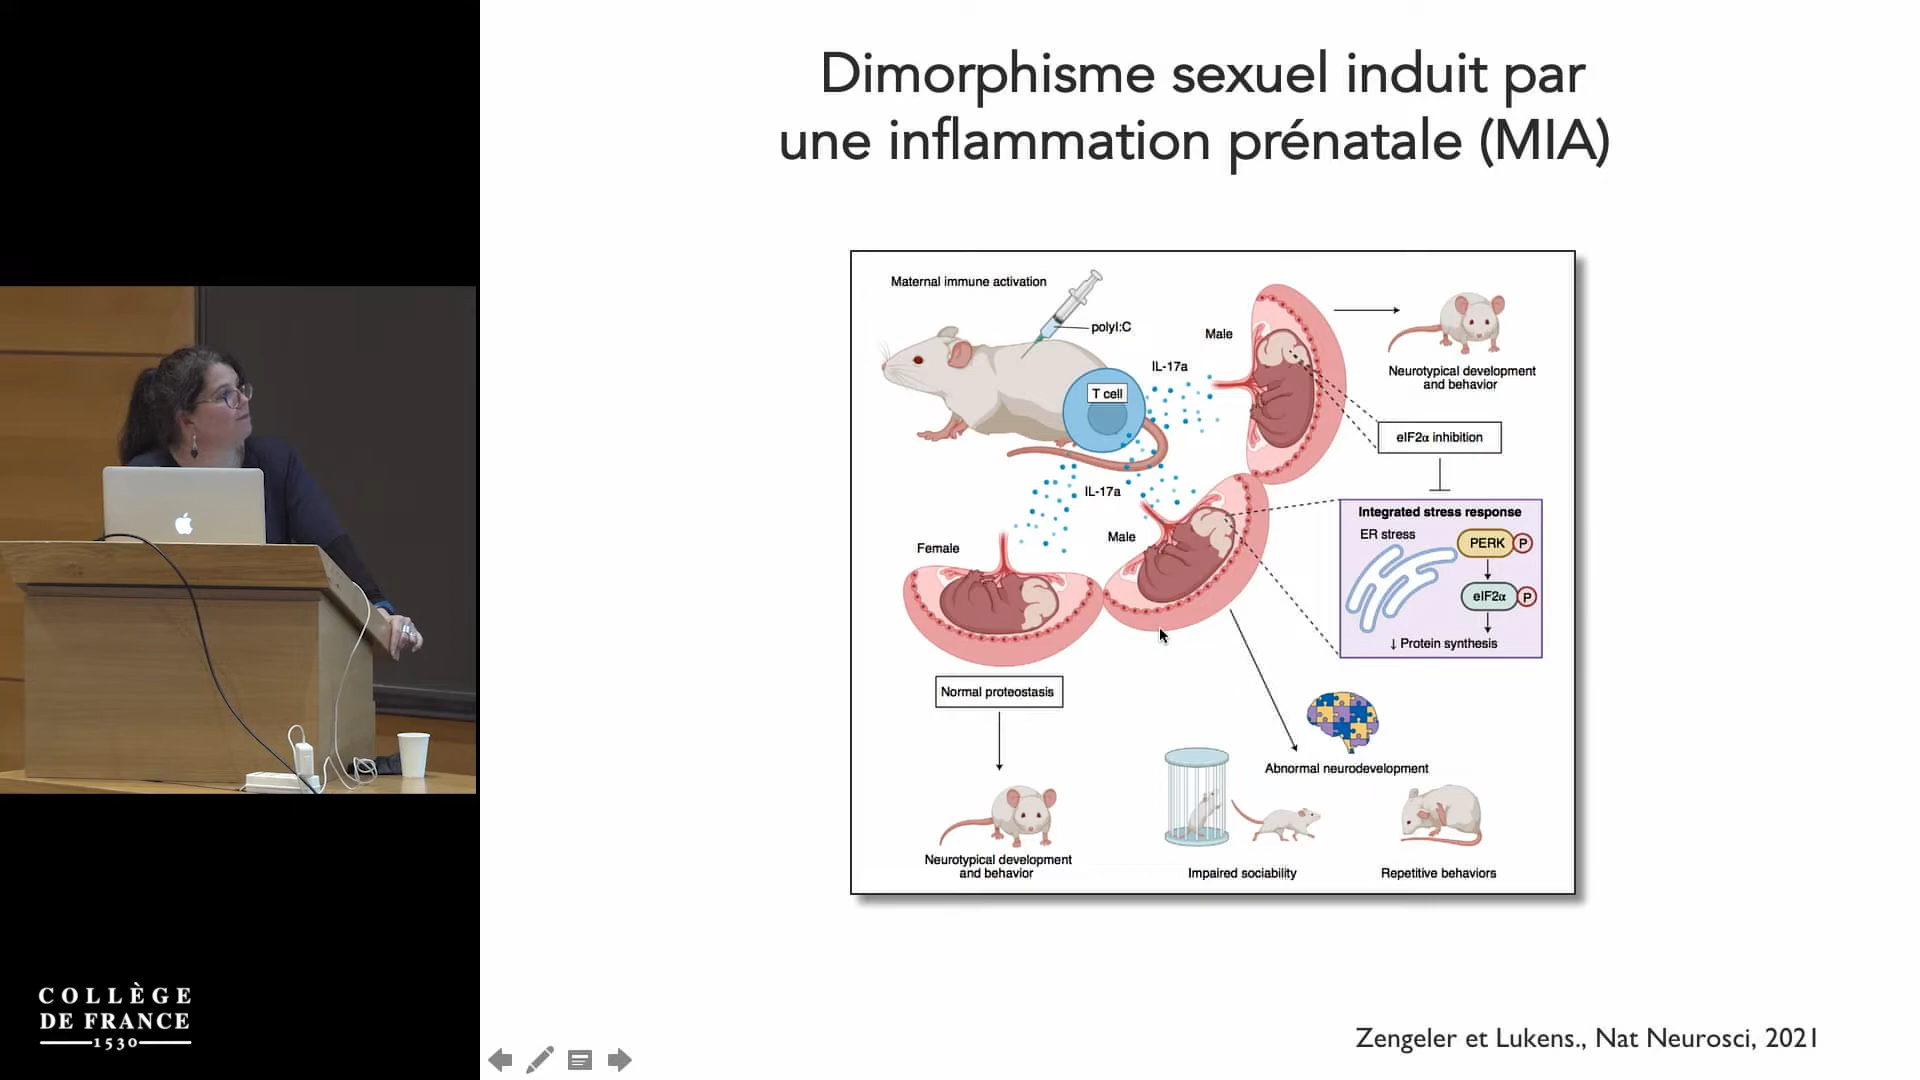 Dimorphisme sexuel induit par
une inflammation prénatale (MIA)
Maternal immune activation
polyI:C
Male
IL-17a
T cell
Neurotypical development
and behavior
eIF2α inhibition
IL-17a
Male
Female
Integrated stress response
ER stress
PERK
P
eIF2α
P
↓ Protein synthesis
Normal proteostasis
Abnormal neurodevelopment
Neurotypical development
and behavior
Impaired sociability
Repetitive behaviors
COLLÈGE
DE FRANCE
1530
Zengeler et Lukens., Nat Neurosci, 2021